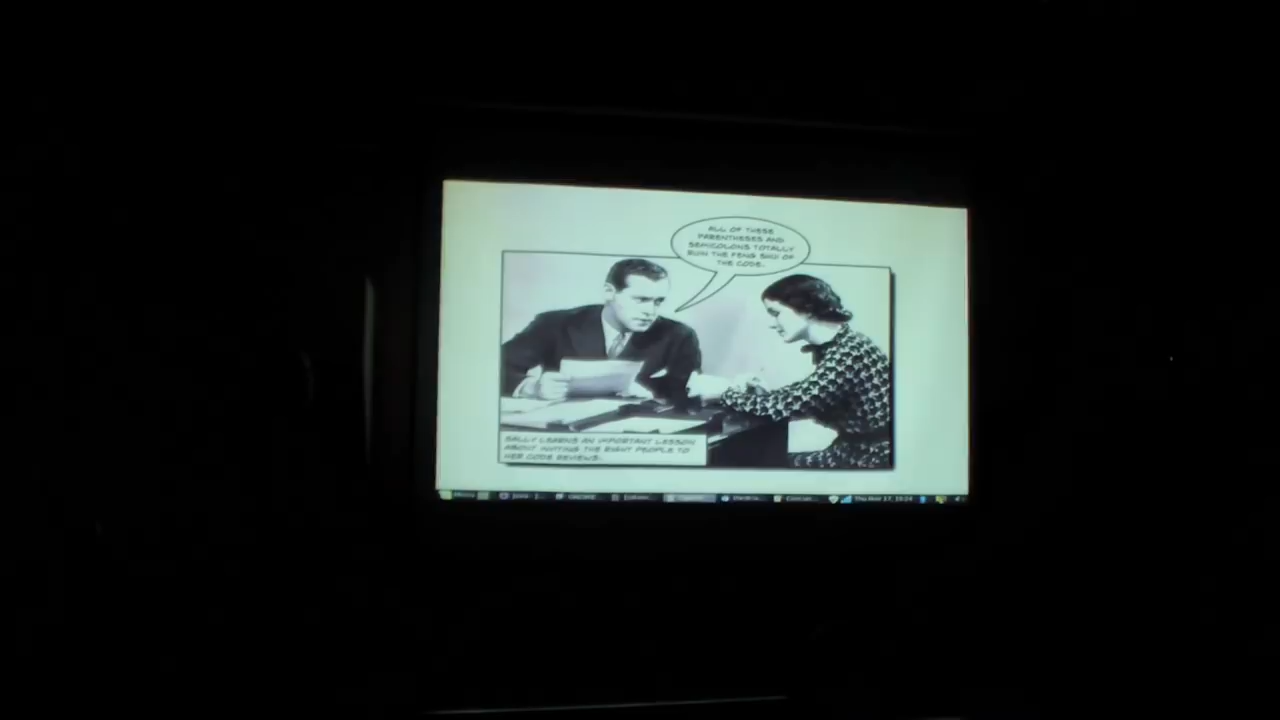 ALL OF THESE
PARENTHESES AND
SEMICOLONS TOTALLY
RUIN THE FENG SHUI OF
THE CODE.
SALLY LEARNS AN IMPORTANT LESSON
ABOUT INVITING THE RIGHT PEOPLE TO
HER CODE REVIEWS.
Menu